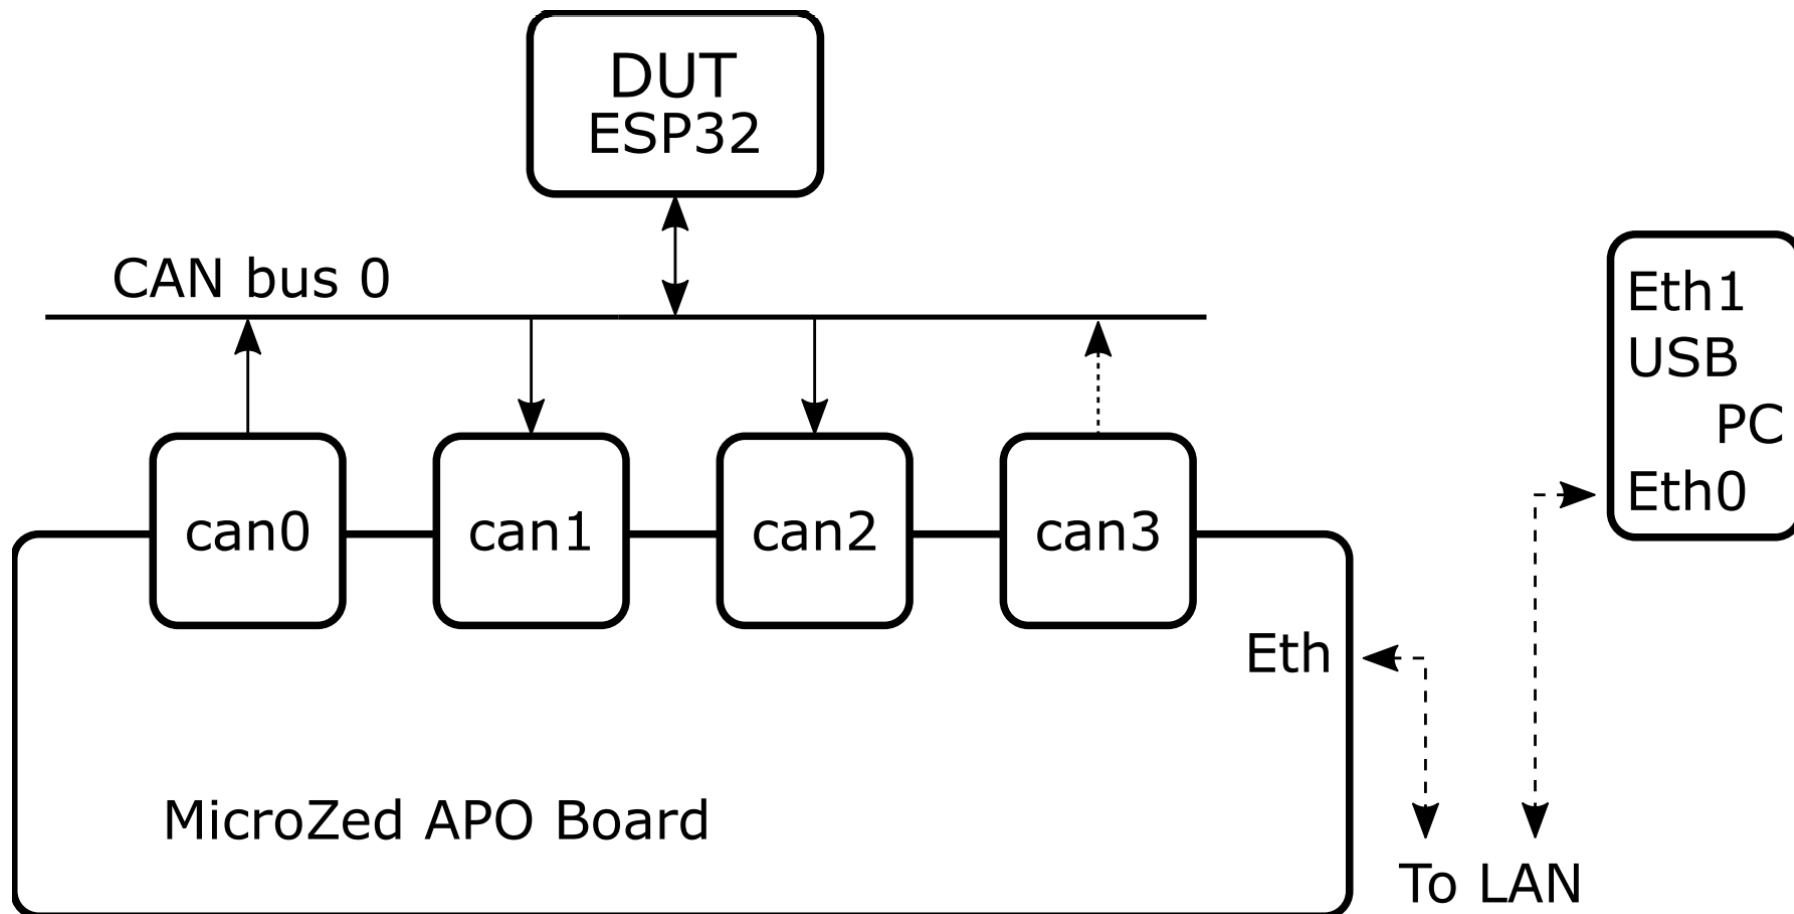 DUT
ESP32
CAN bus 0
Eth1
USB
PC
Eth0
can0
can1
can2
can3
Eth
MicroZed APO Board
To LAN